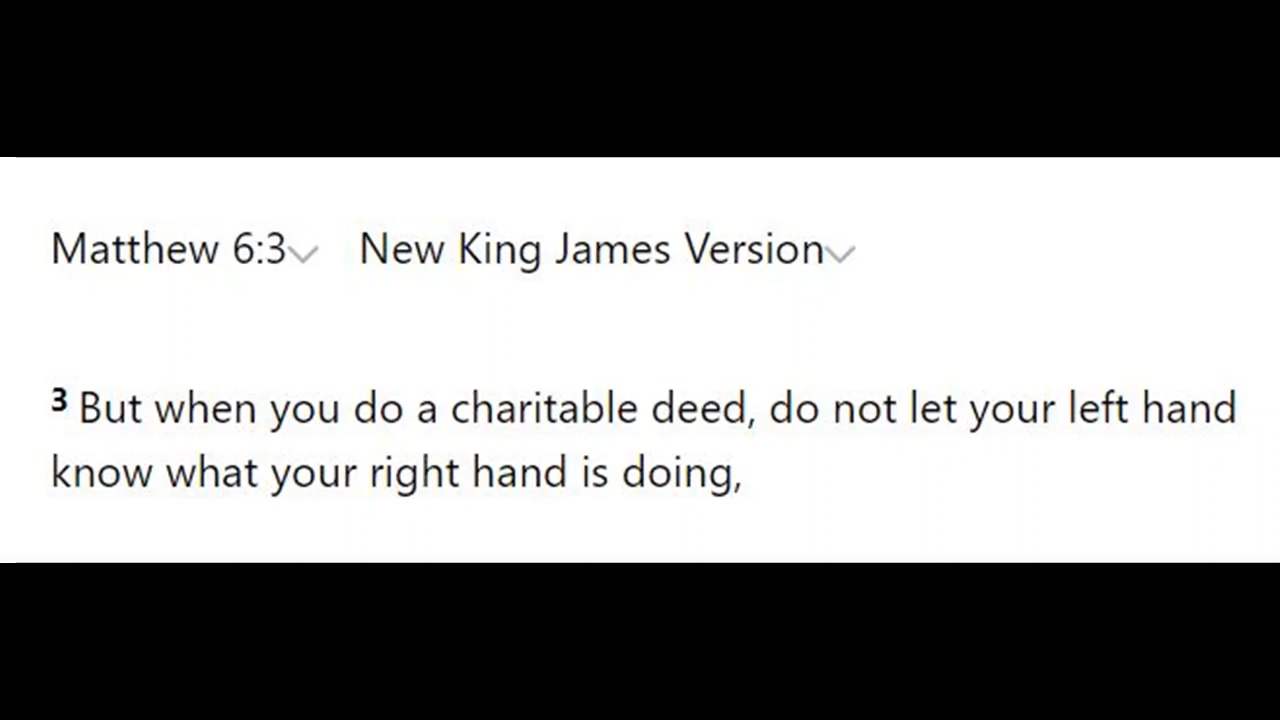 Matthew 6:3 New King James Version
3 But when you do a charitable deed, do not let your left hand
know what your right hand is doing,